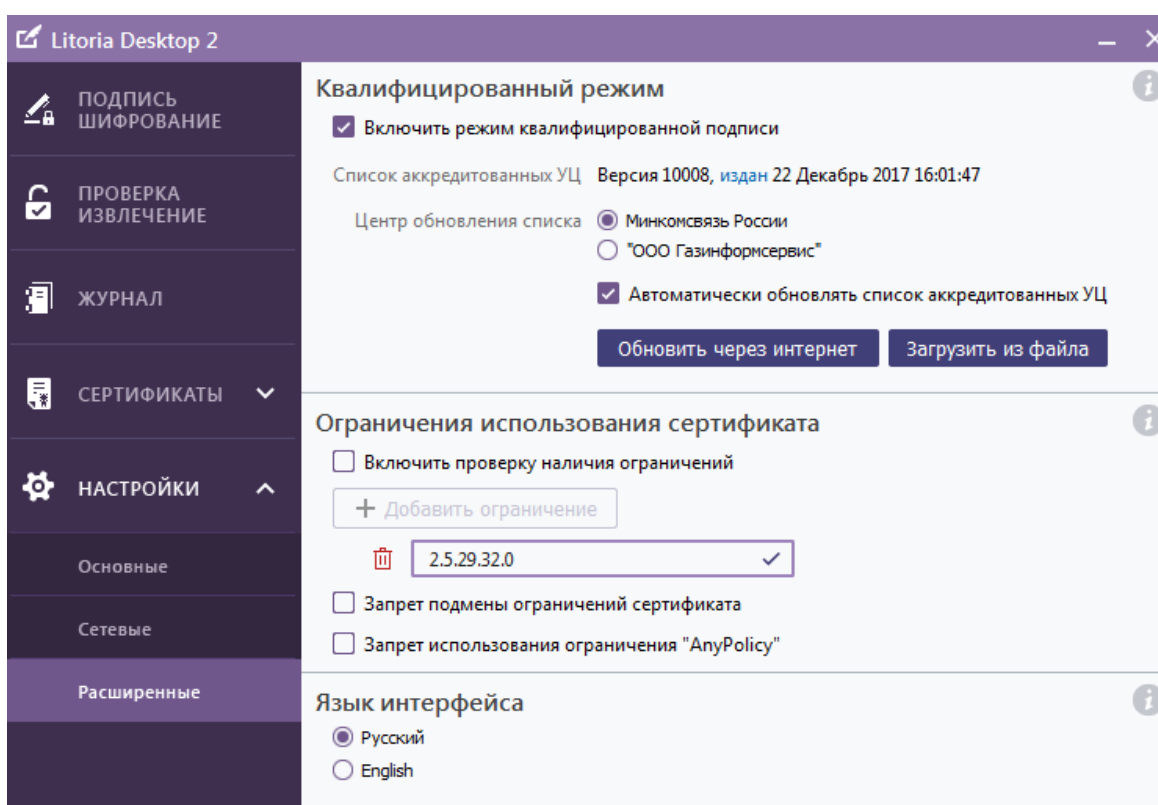 Litoria Desktop 2
ПОДПИСЬ
ШИФРОВАНИЕ
ПРОВЕРКА
ИЗВЛЕЧЕНИЕ
ЖУРНАЛ
СЕРТИФИКАТЫ
НАСТРОЙКИ
Основные
Сетевые
Расширенные
Квалифицированный режим
Включить режим квалифицированной подписи
Список аккредитованных УЦ Версия 10008, издан 22 Декабрь 2017 16:01:47
Центр обновления списка Минкомсвязь России
"ООО Газинформсервис"
Автоматически обновлять список аккредитованных УЦ
Обновить через интернет Загрузить из файла
Ограничения использования сертификата
Включить проверку наличия ограничений
+ Добавить ограничение
2.5.29.32.0
Запрет подмены ограничений сертификата
Запрет использования ограничения "AnyPolicy"
Язык интерфейса
Русский
English